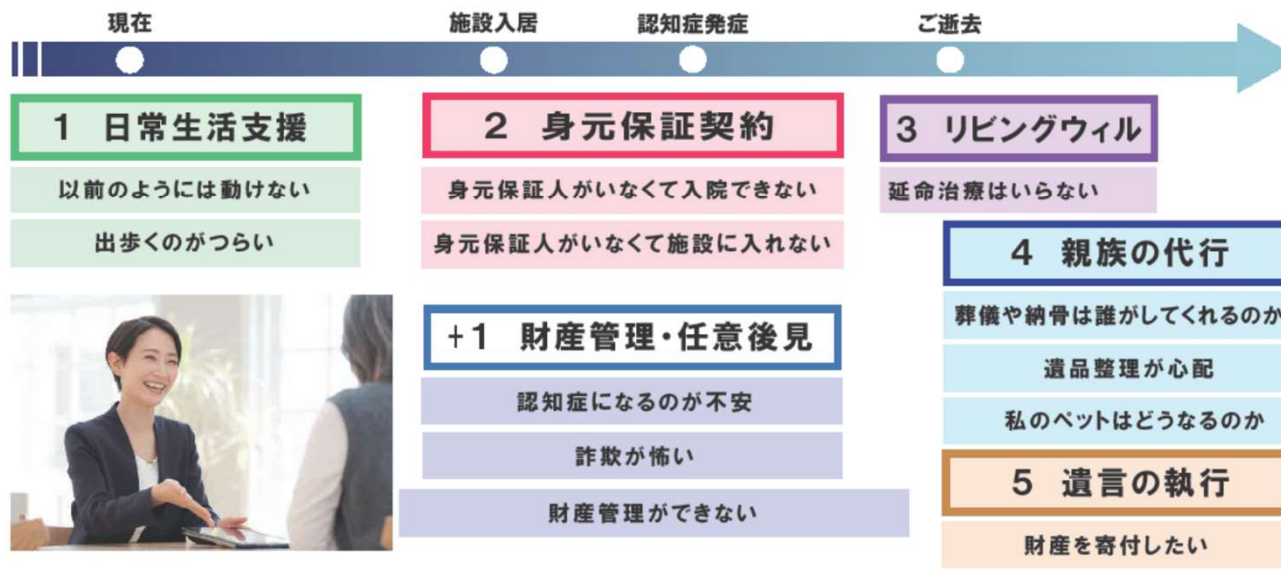 現在
施設入居
認知症発症
ご逝去
1 日常生活支援
以前のようには動けない
出歩くのがつらい
2 身元保証契約
身元保証人がいなくて入院できない
身元保証人がいなくて施設に入れない
+1 財産管理・任意後見
認知症になるのが不安
詐欺が怖い
財産管理ができない
3 リビングウィル
延命治療はいらない
4 親族の代行
葬儀や納骨は誰がしてくれるのか
遺品整理が心配
私のペットはどうなるのか
5 遺言の執行
財産を寄付したい